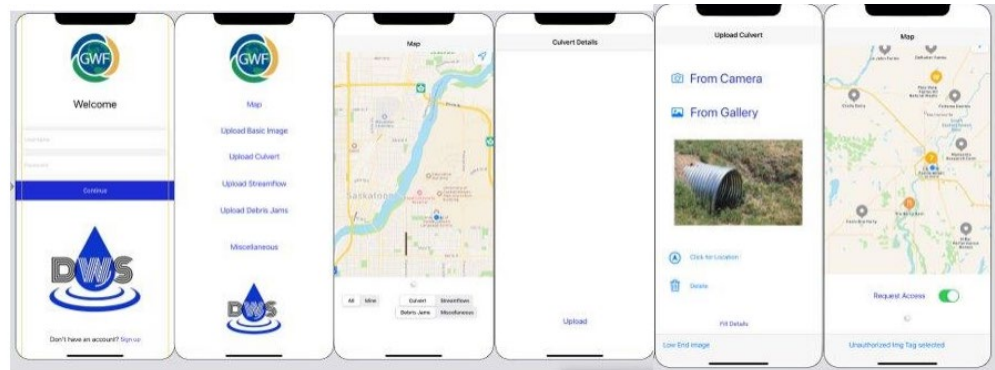 GWF
Welcome
Username
Password
Continue
DWS
Don't have an account? Sign up
GWF
Map
Upload Basic Image
Upload Culvert
Upload Streamflow
Upload Debris Jams
Miscellaneous
DWS
Map
Saskatoon
All
Mine
Culvert
Streamflows
Debris Jams
Miscellaneous
Culvert Details
Upload
Upload Culvert
From Camera
From Gallery
Click for Location
Delete
Fill Details
Low End Image
Map
Request Access
Unauthorized Img Tag selected